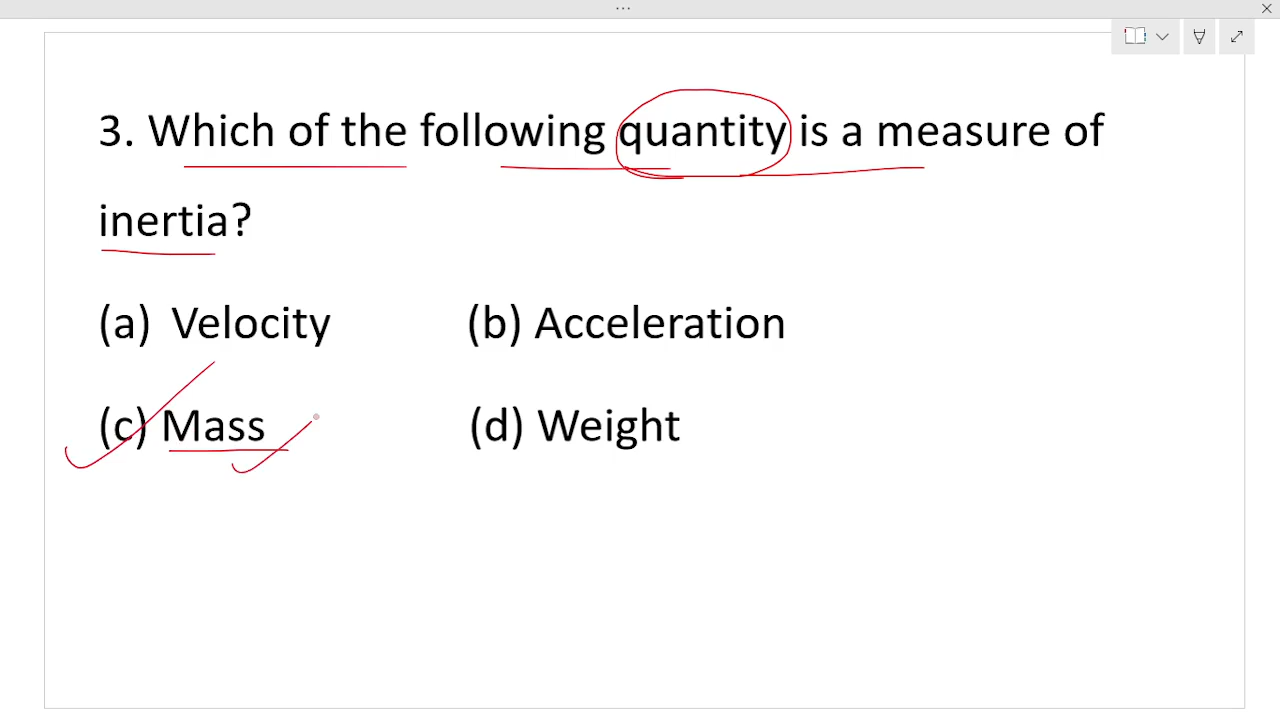 3. Which of the following quantity is a measure of
inertia?
(a) Velocity (b) Acceleration
(c) Mass (d) Weight